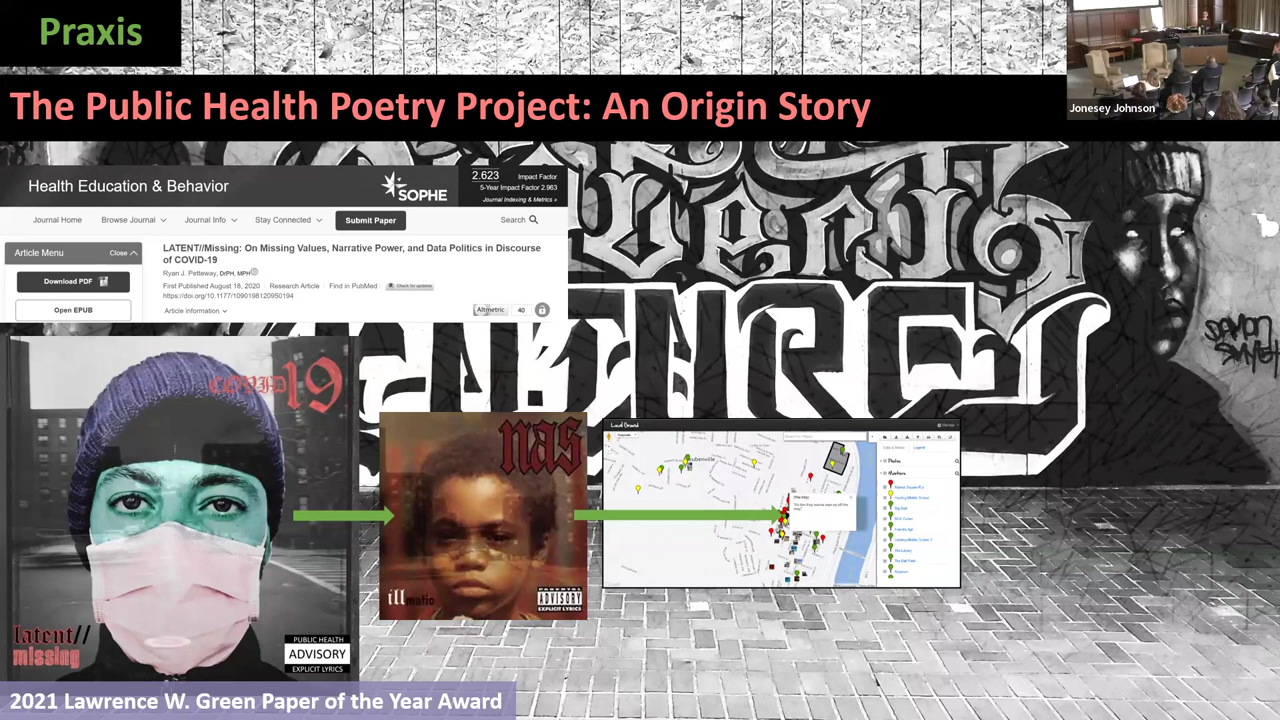 Praxis
The Public Health Poetry Project: An Origin Story
Jonesey Johnson
Health Education & Behavior
SOPHE
2.623 Impact Factor
5-Year Impact Factor 2.963
Journal Indexing & Metrics »
Journal Home Browse Journal Journal Info Stay Connected Submit Paper Search
Article Menu Close
Download PDF
Open EPUB
LATENT//Missing: On Missing Values, Narrative Power, and Data Politics in Discourse
of COVID-19
Ryan J. Petteway, DrPH, MPH
First Published August 18, 2020 Research Article Find in PubMed Check for updates
https://doi.org/10.1177/1090198120950194
Article information
Altmetric 40
COVID19
latent//
missing
PUBLIC HEALTH
ADVISORY
EXPLICIT LYRICS
nas
illmatic
PARENTAL
ADVISORY
EXPLICIT LYRICS
Local Ground
Legend
Photos
Markers
2021 Lawrence W. Green Paper of the Year Award